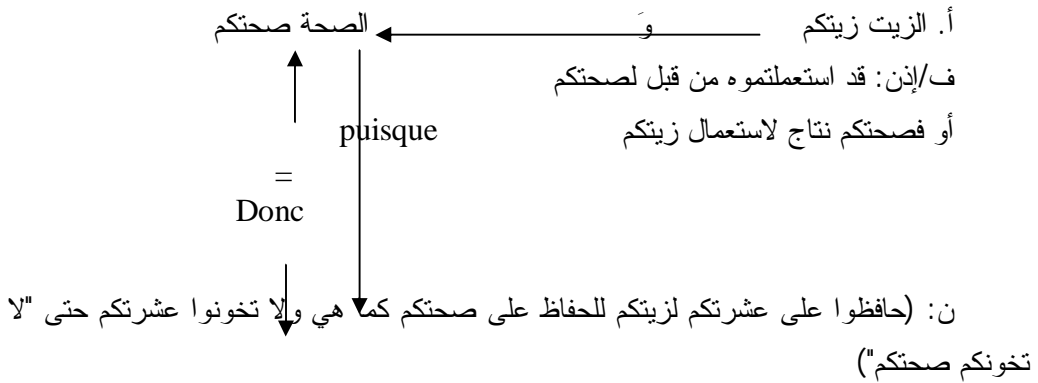 أ. الزيت زيتكم وَ الصحة صحتكم
ف/إذن: قد استعملتموه من قبل لصحتكم
أو فصحتكم نتاج لاستعمال زيتكم
puisque
=
Donc
ن: (حافظوا على عشرتكم لزيتكم للحفاظ على صحتكم كما هي ولا تخونوا عشرتكم حتى "لا
تخونكم صحتكم")